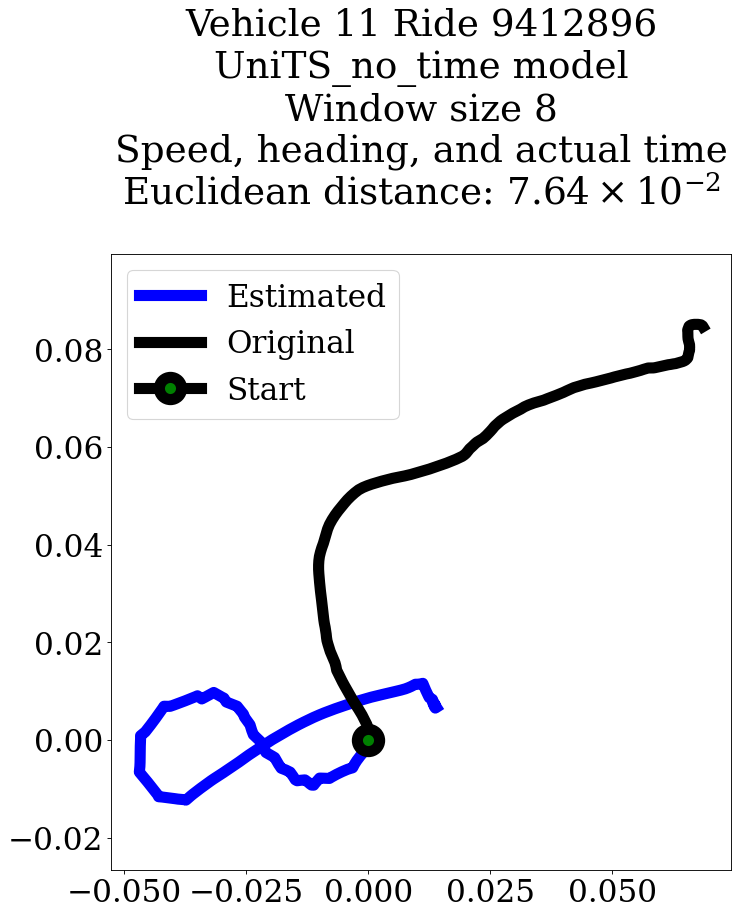 Vehicle 11 Ride 9412896
UniTS_no_time model
Window size 8
Speed, heading, and actual time
Euclidean distance: 7.64 × 10⁻²
Estimated
Original
Start
0.08
0.06
0.04
0.02
0.00
−0.02
−0.050 −0.025 0.000 0.025 0.050